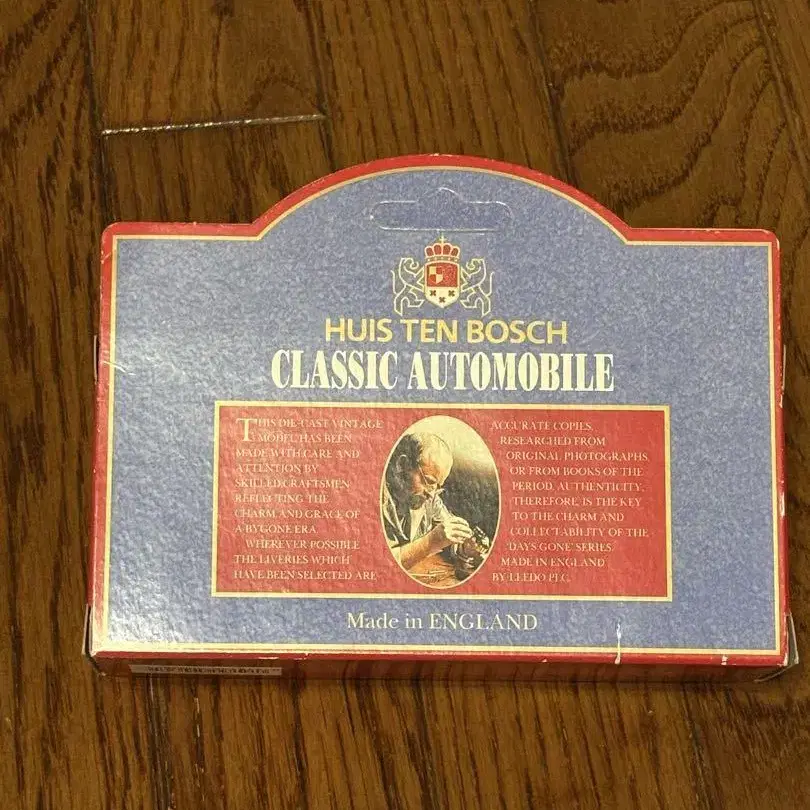 HUIS TEN BOSCH
CLASSIC AUTOMOBILE
THIS DIE-CAST VINTAGE
MODEL HAS BEEN
MADE WITH CARE AND
ATTENTION BY
SKILLED CRAFTSMEN
REFLECTING THE
CHARM AND GRACE OF
A BYGONE ERA.
WHEREVER POSSIBLE
THE LIVERIES WHICH
HAVE BEEN SELECTED ARE
ACCURATE COPIES,
RESEARCHED FROM
ORIGINAL PHOTOGRAPHS,
OR FROM BOOKS OF THE
PERIOD. AUTHENTICITY,
THEREFORE, IS THE KEY
TO THE CHARM AND
COLLECTABILITY OF THE
'DAYS GONE' SERIES.
MADE IN ENGLAND
BY LLEDO PLC.
Made in ENGLAND